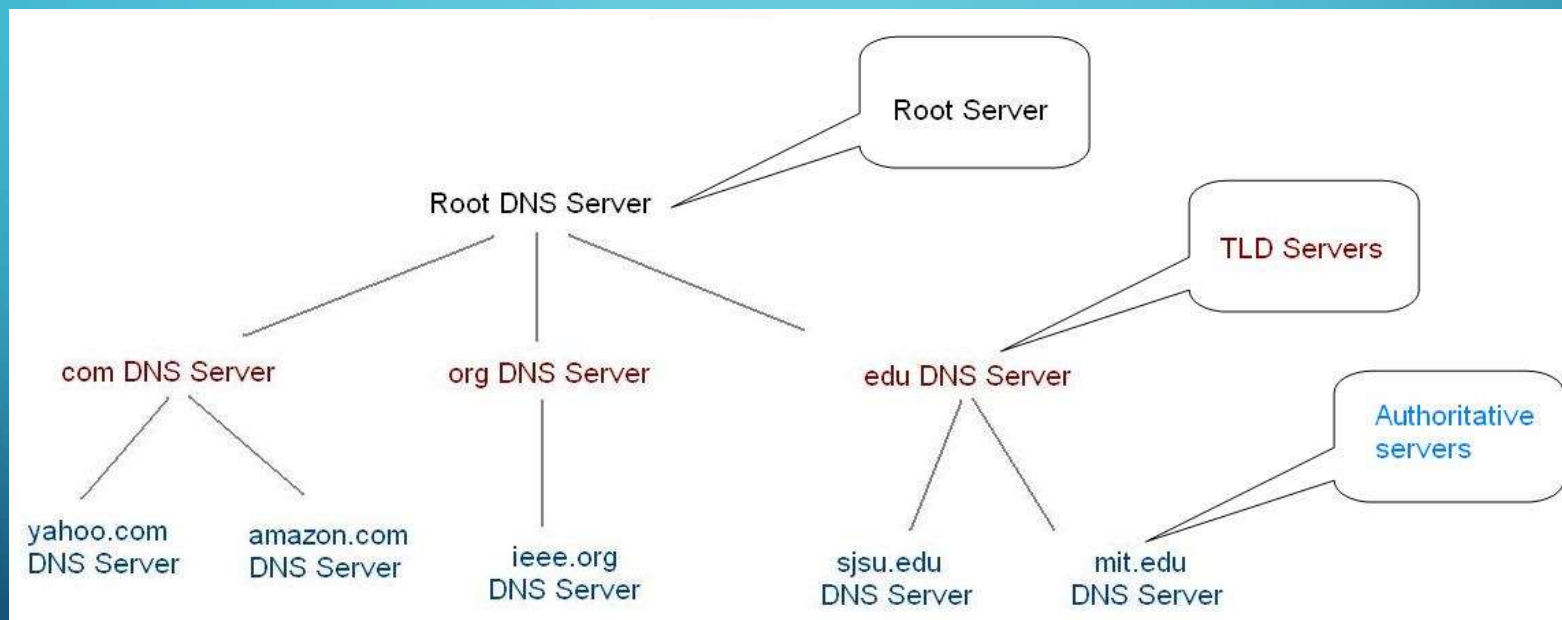 Root Server
Root DNS Server
TLD Servers
com DNS Server
org DNS Server
edu DNS Server
Authoritative
servers
yahoo.com
DNS Server
amazon.com
DNS Server
ieee.org
DNS Server
sjsu.edu
DNS Server
mit.edu
DNS Server